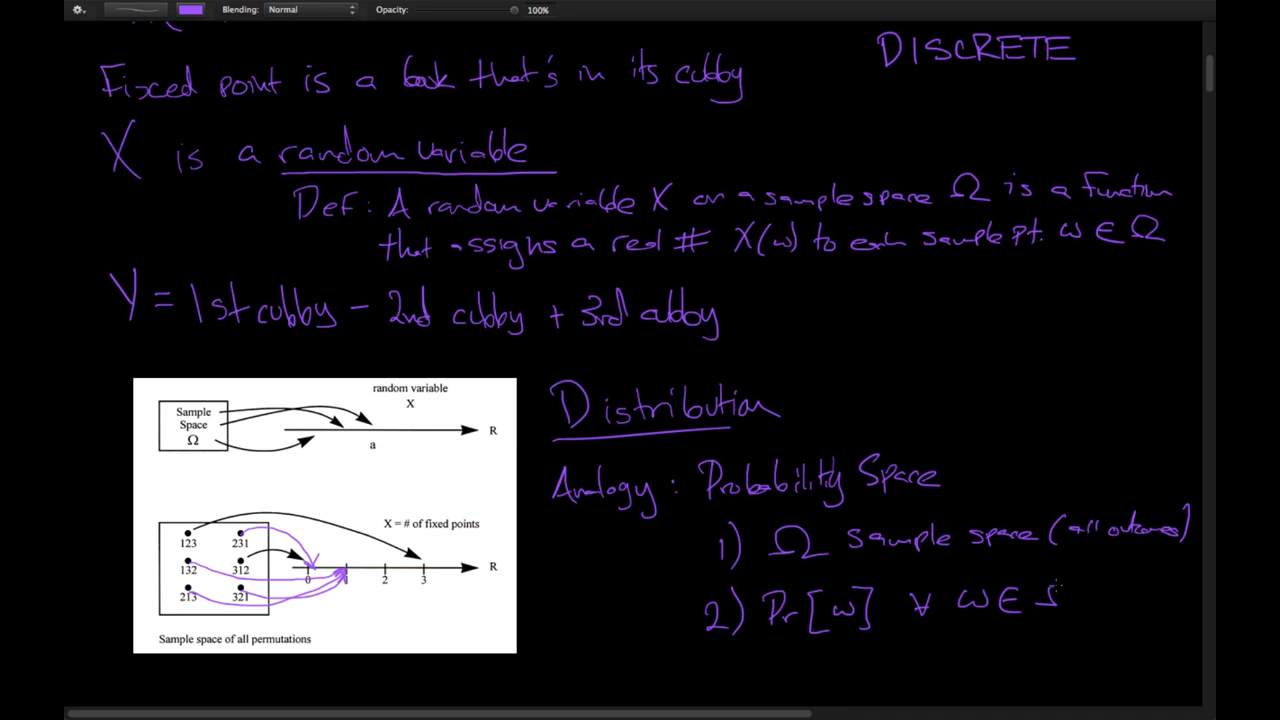 Blending: Normal Opacity: 100%
DISCRETE
Fixed point is a book that's in its cubby
X is a random variable
Def: A random variable X on a sample space Ω is a function
that assigns a real # X(ω) to each sample pt. ω ∈ Ω
Y = 1st cubby - 2nd cubby + 3rd cubby
random variable
X
Sample
Space
Ω
R
a
X = # of fixed points
123 231
132 312
213 321
0 1 2 3
R
Sample space of all permutations
Distribution
Analogy: Probability Space
1) Ω sample space (all outcomes)
2) Pr[ω] ∀ ω ∈